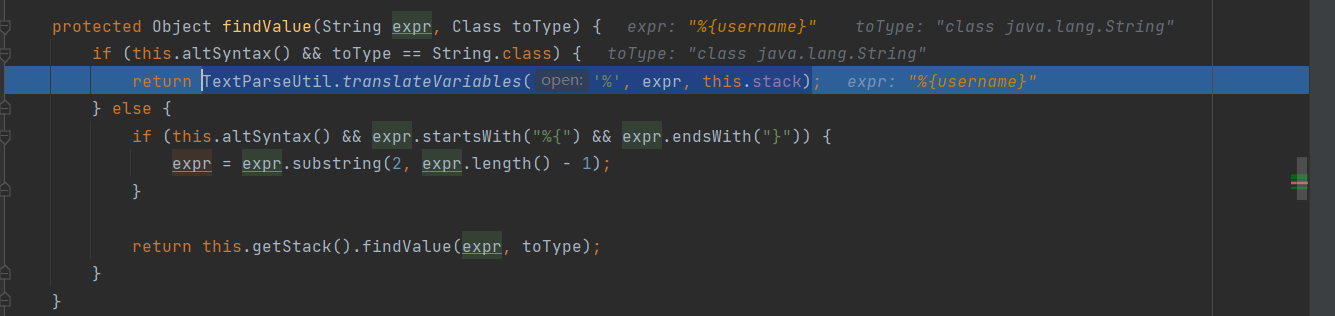 protected Object findValue(String expr, Class toType) {   expr: "%{username}"    toType: "class java.lang.String"
    if (this.altSyntax() && toType == String.class) {   toType: "class java.lang.String"
        return TextParseUtil.translateVariables( open: '%', expr, this.stack);   expr: "%{username}"
    } else {
        if (this.altSyntax() && expr.startsWith("%{") && expr.endsWith("}")) {
            expr = expr.substring(2, expr.length() - 1);
        }
        return this.getStack().findValue(expr, toType);
    }
}